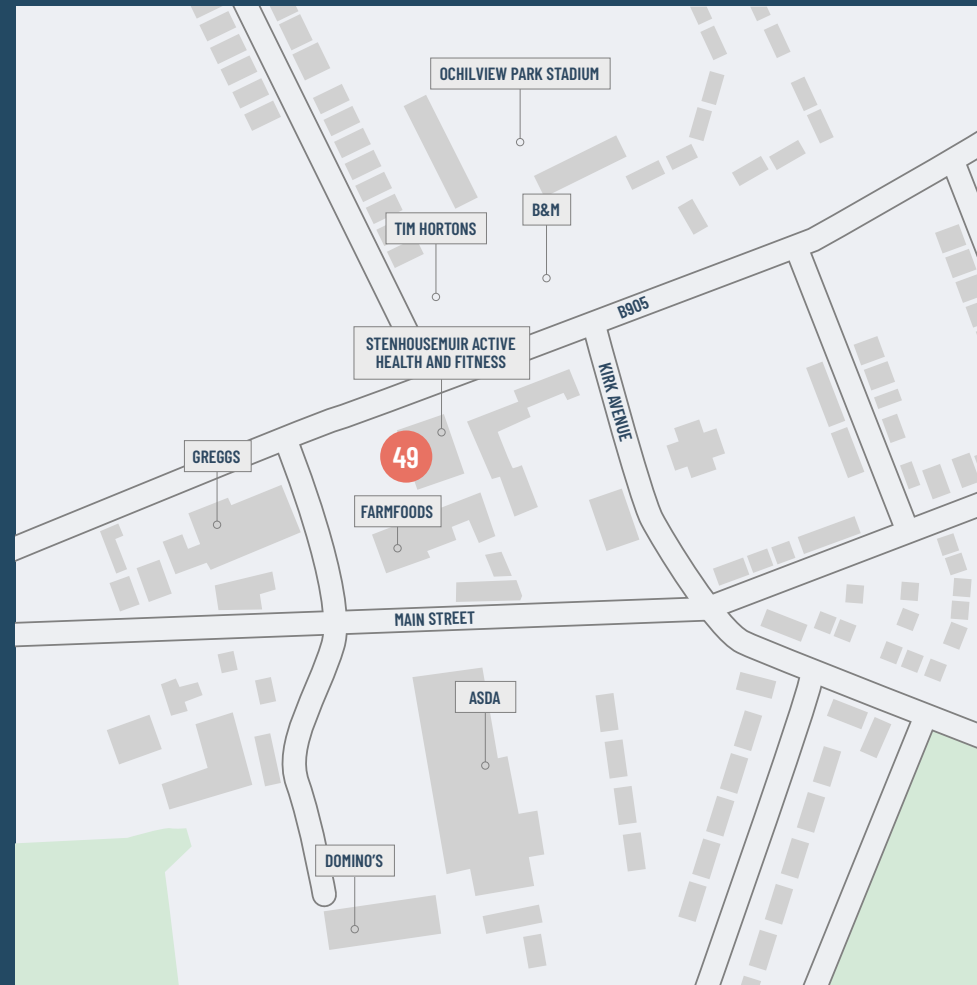 OCHILVIEW PARK STADIUM
B&M
TIM HORTONS
B905
STENHOUSEMUIR ACTIVE
HEALTH AND FITNESS
KIRK AVENUE
GREGGS
49
FARMFOODS
MAIN STREET
ASDA
DOMINO'S